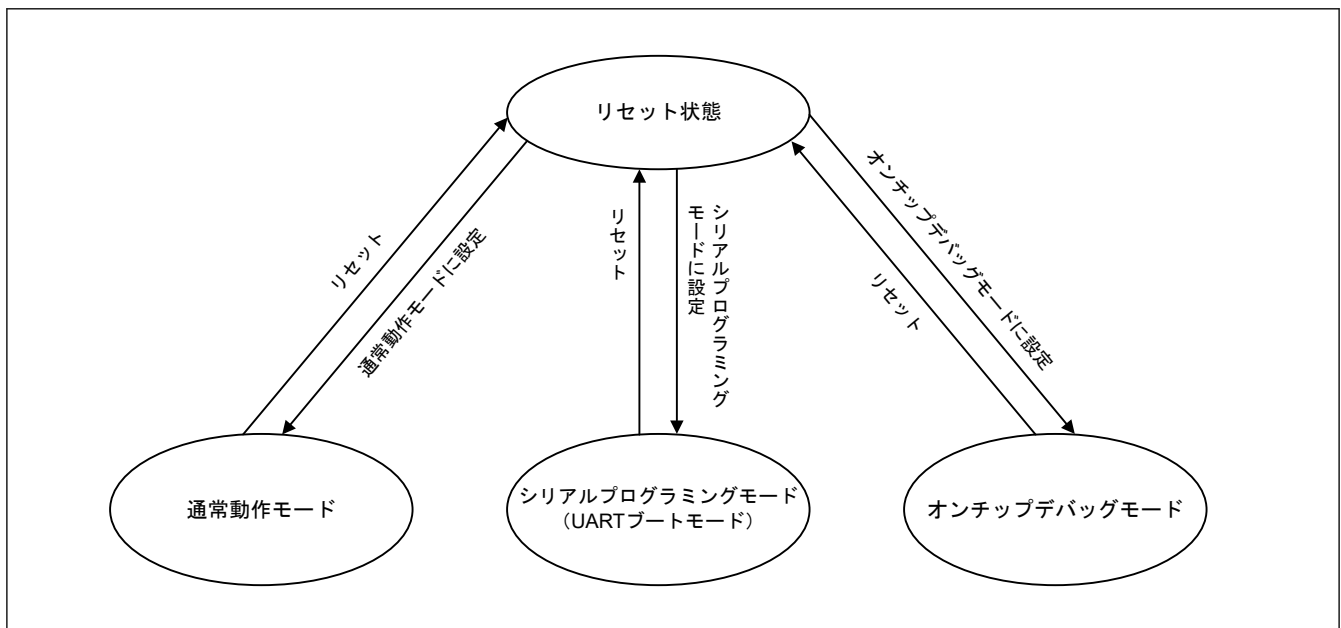 リセット状態
リセット
通常動作モードに設定
リセット
シリアルプログラミング
モードに設定
オンチップデバッグモードに設定
リセット
通常動作モード
シリアルプログラミングモード
（UARTブートモード）
オンチップデバッグモード